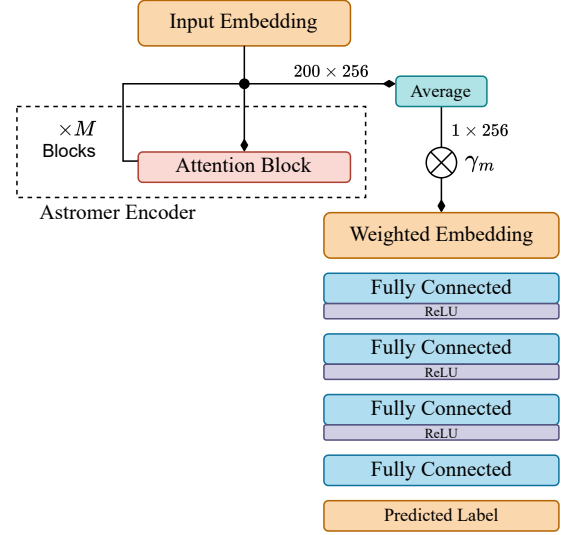 Input Embedding
200 × 256
Average
×M
Blocks
1 × 256
Attention Block
γm
Astromer Encoder
Weighted Embedding
Fully Connected
ReLU
Fully Connected
ReLU
Fully Connected
ReLU
Fully Connected
Predicted Label